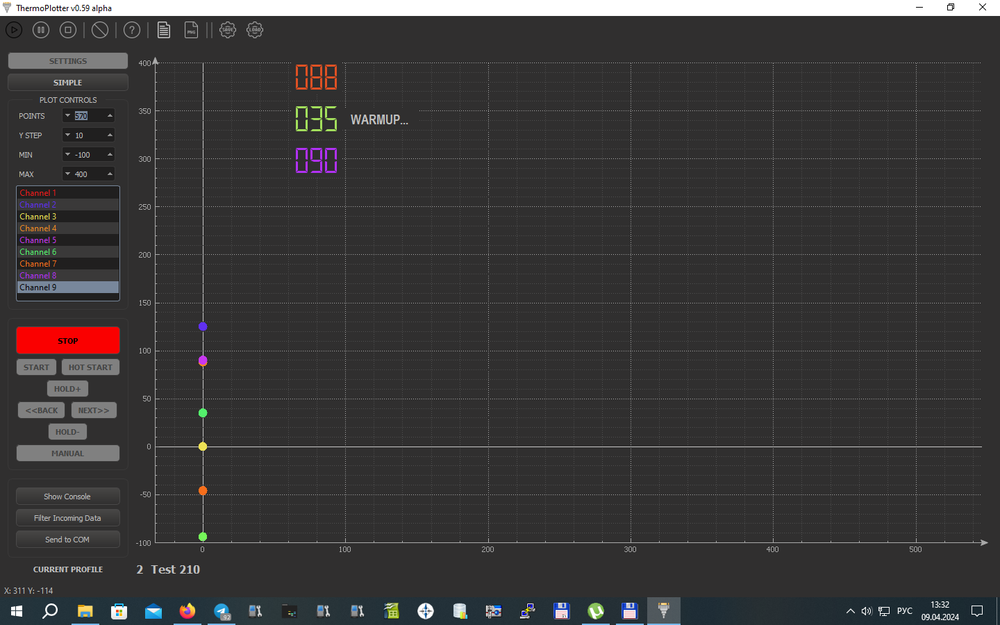 ThermoPlotter v0.59 alpha
PNG
SAVE
LOAD
SETTINGS
SIMPLE
PLOT CONTROLS
POINTS 570
Y STEP 10
MIN -100
MAX 400
Channel 1
Channel 2
Channel 3
Channel 4
Channel 5
Channel 6
Channel 7
Channel 8
Channel 9
STOP
START HOT START
HOLD+
<<BACK NEXT>>
HOLD-
MANUAL
Show Console
Filter Incoming Data
Send to COM
CURRENT PROFILE
2 Test 210
X: 311 Y: -114
088
035 WARMUP...
090
400
350
300
250
200
150
100
50
0
-50
-100
0 100 200 300 400 500
92
РУС
13:32
09.04.2024